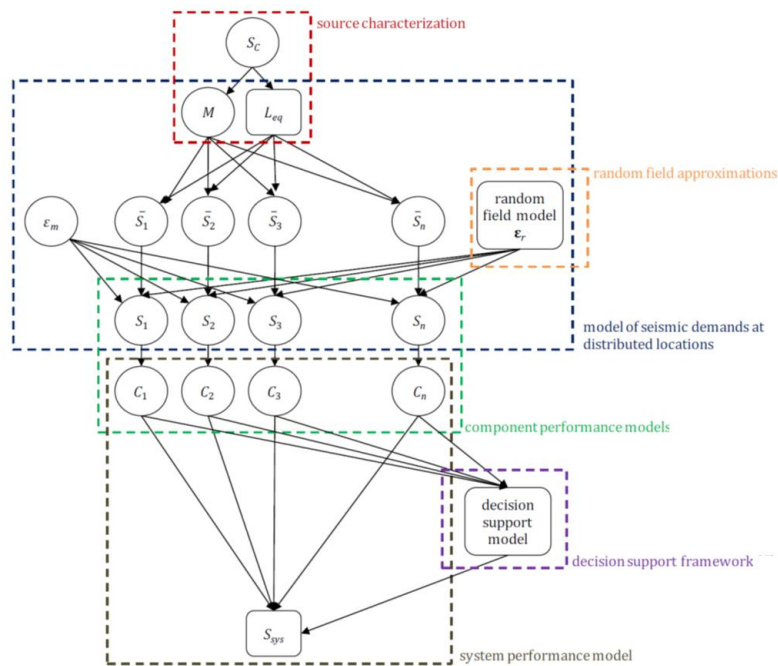 source characterization
S_C
M
L_eq
random field approximations
random
field model
ε_r
ε_m
S̄_1
S̄_2
S̄_3
S̄_n
S_1
S_2
S_3
S_n
model of seismic demands at
distributed locations
C_1
C_2
C_3
C_n
component performance models
decision
support
model
decision support framework
S_sys
system performance model